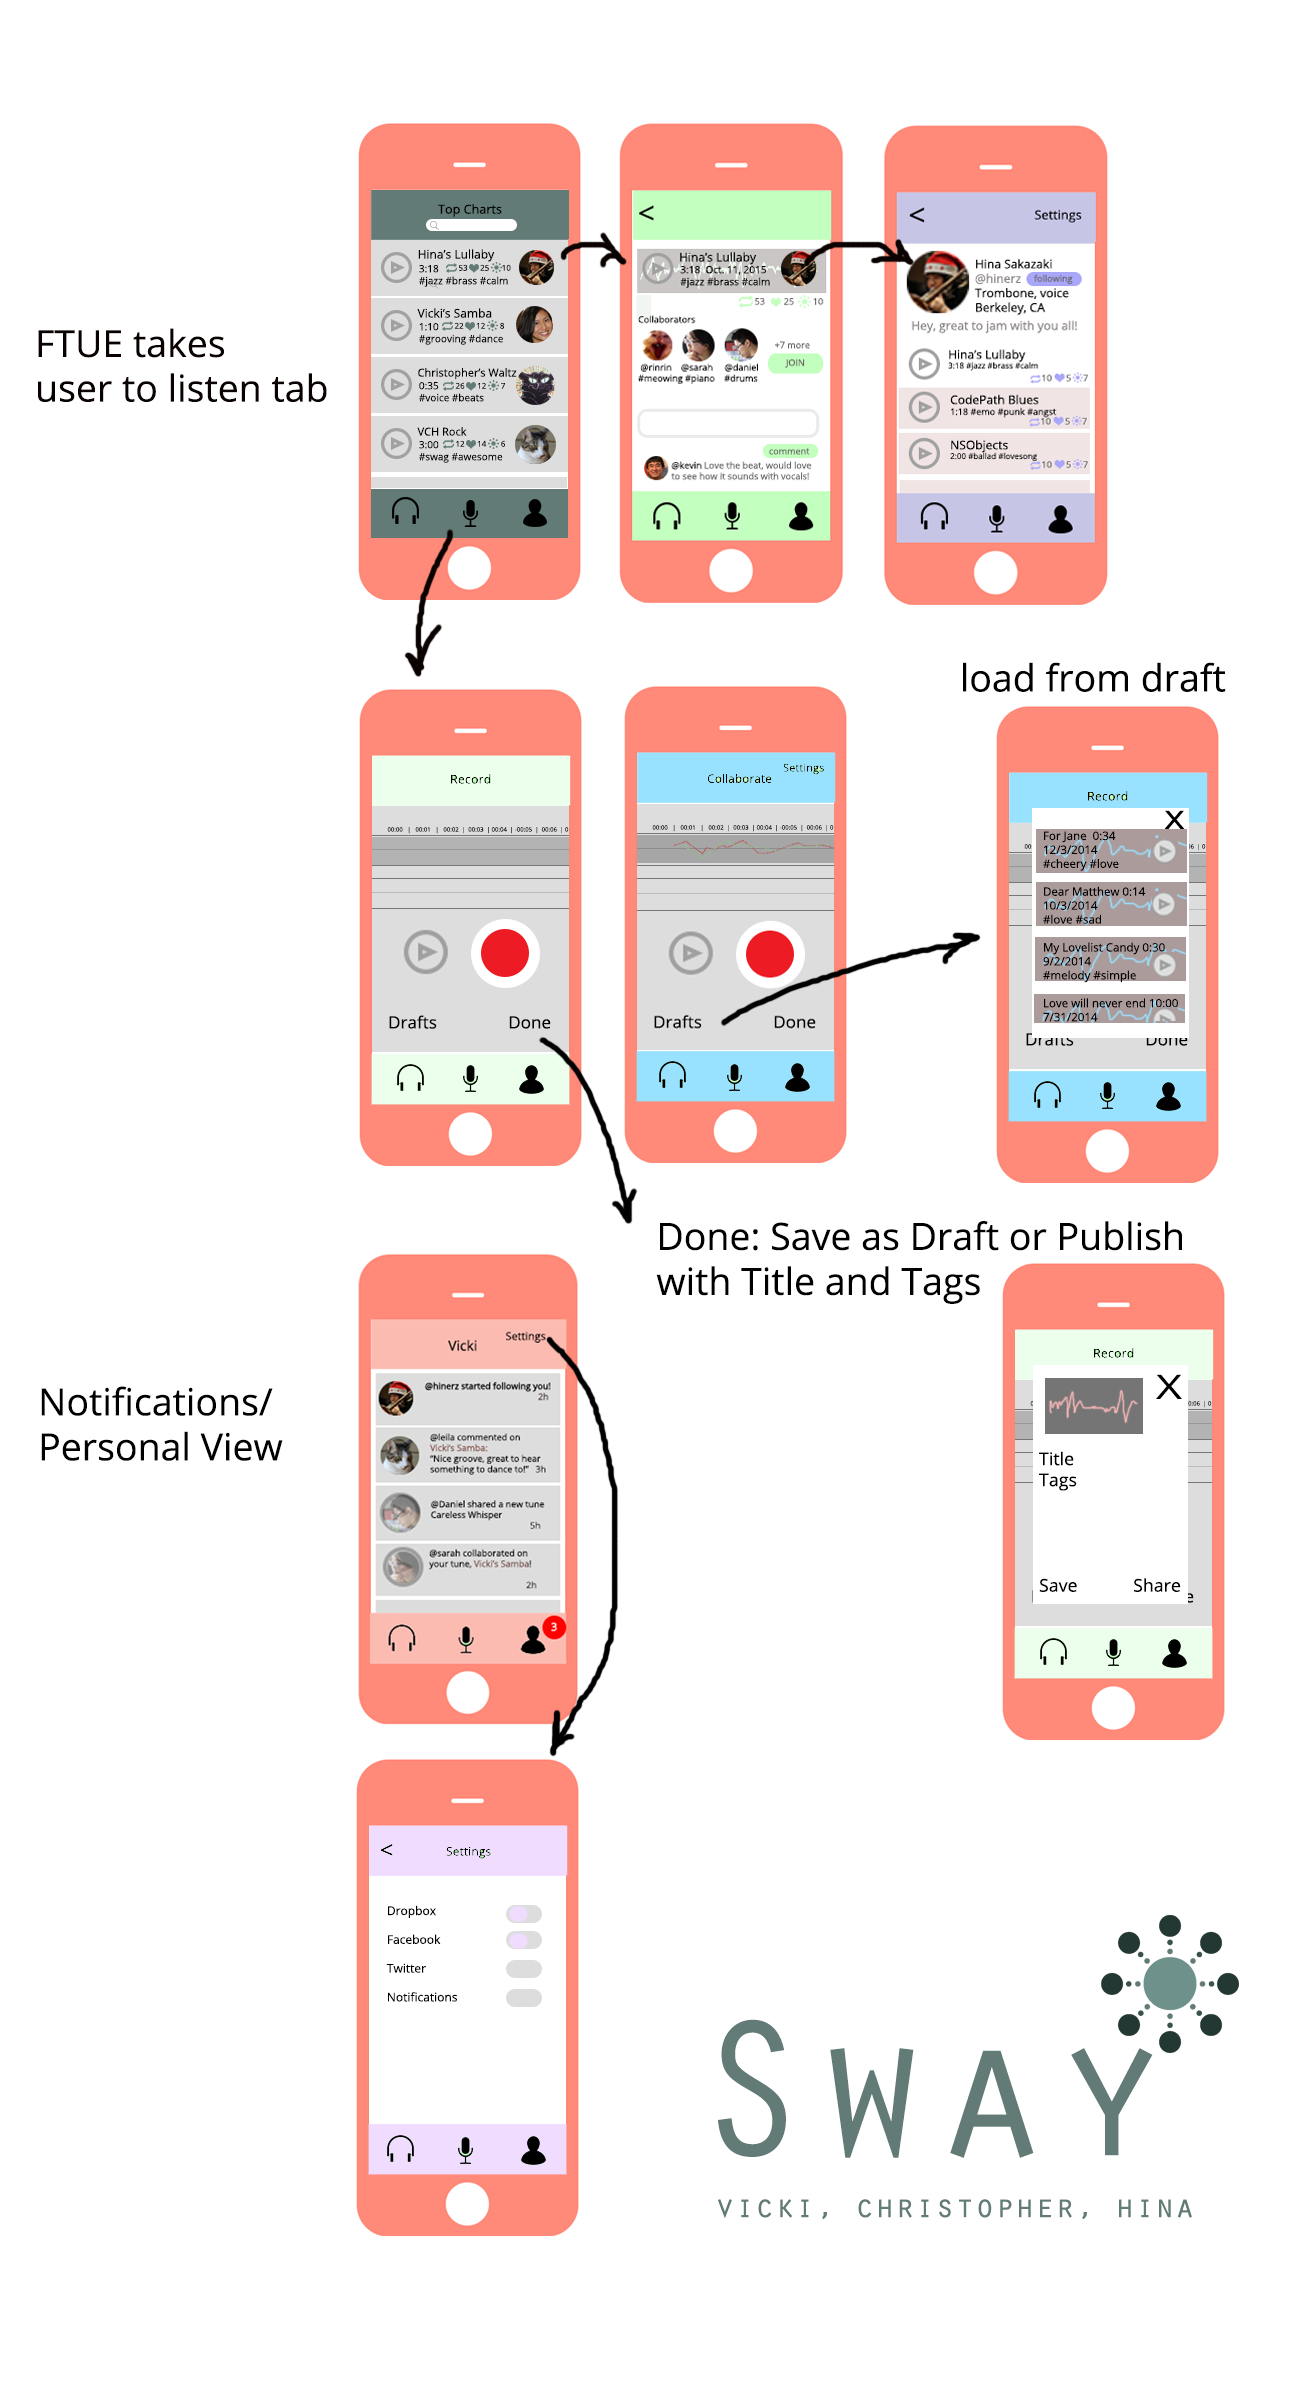 FTUE takes
user to listen tab
Top Charts
Hina's Lullaby
3:18 53 25 10
#jazz #brass #calm
Vicki's Samba
1:10 22 12 8
#grooving #dance
Christopher's Waltz
0:35 26 12 7
#voice #beats
VCH Rock
3:00 12 14 6
#swag #awesome
<
Hina's Lullaby
3:18 Oct. 11, 2015
#jazz #brass #calm
53 25 10
Collaborators
+7 more
JOIN
@rinrin @sarah @daniel
#meowing #piano #drums
comment
@kevin Love the beat, would love
to see how it sounds with vocals!
< Settings
Hina Sakazaki
@hinerz following
Trombone, voice
Berkeley, CA
Hey, great to jam with you all!
Hina's Lullaby
3:18 #jazz #brass #calm
10 5 7
CodePath Blues
1:18 #emo #punk #angst
10 5 7
NSObjects
2:00 #ballad #lovesong
10 5 7
Record
00:00 | 00:01 | 00:02 | 00:03 | 00:04 | -00:05 | 00:06 | 0
Drafts Done
Settings
Collaborate
00:00 | 00:01 | 00:02 | 00:03 | 00:04 | -00:05 | 00:06 | 0
Drafts Done
load from draft
Record
X
00 6 | 0
For Jane 0:34
12/3/2014
#cheery #love
Dear Matthew 0:14
10/3/2014
#love #sad
My Lovelist Candy 0:30
9/2/2014
#melody #simple
Love will never end 10:00
7/31/2014
Drafts Done
Done: Save as Draft or Publish
with Title and Tags
Notifications/
Personal View
Settings
Vicki
@hinerz started following you!
2h
@leila commented on
Vicki's Samba:
"Nice groove, great to hear
something to dance to!" 3h
@Daniel shared a new tune
Careless Whisper
5h
@sarah collaborated on
your tune, Vicki's Samba!
2h
3
Record
X
0 0:06 | 0
Title
Tags
Save Share
e
< Settings
Dropbox
Facebook
Twitter
Notifications
SWAY
VICKI, CHRISTOPHER, HINA